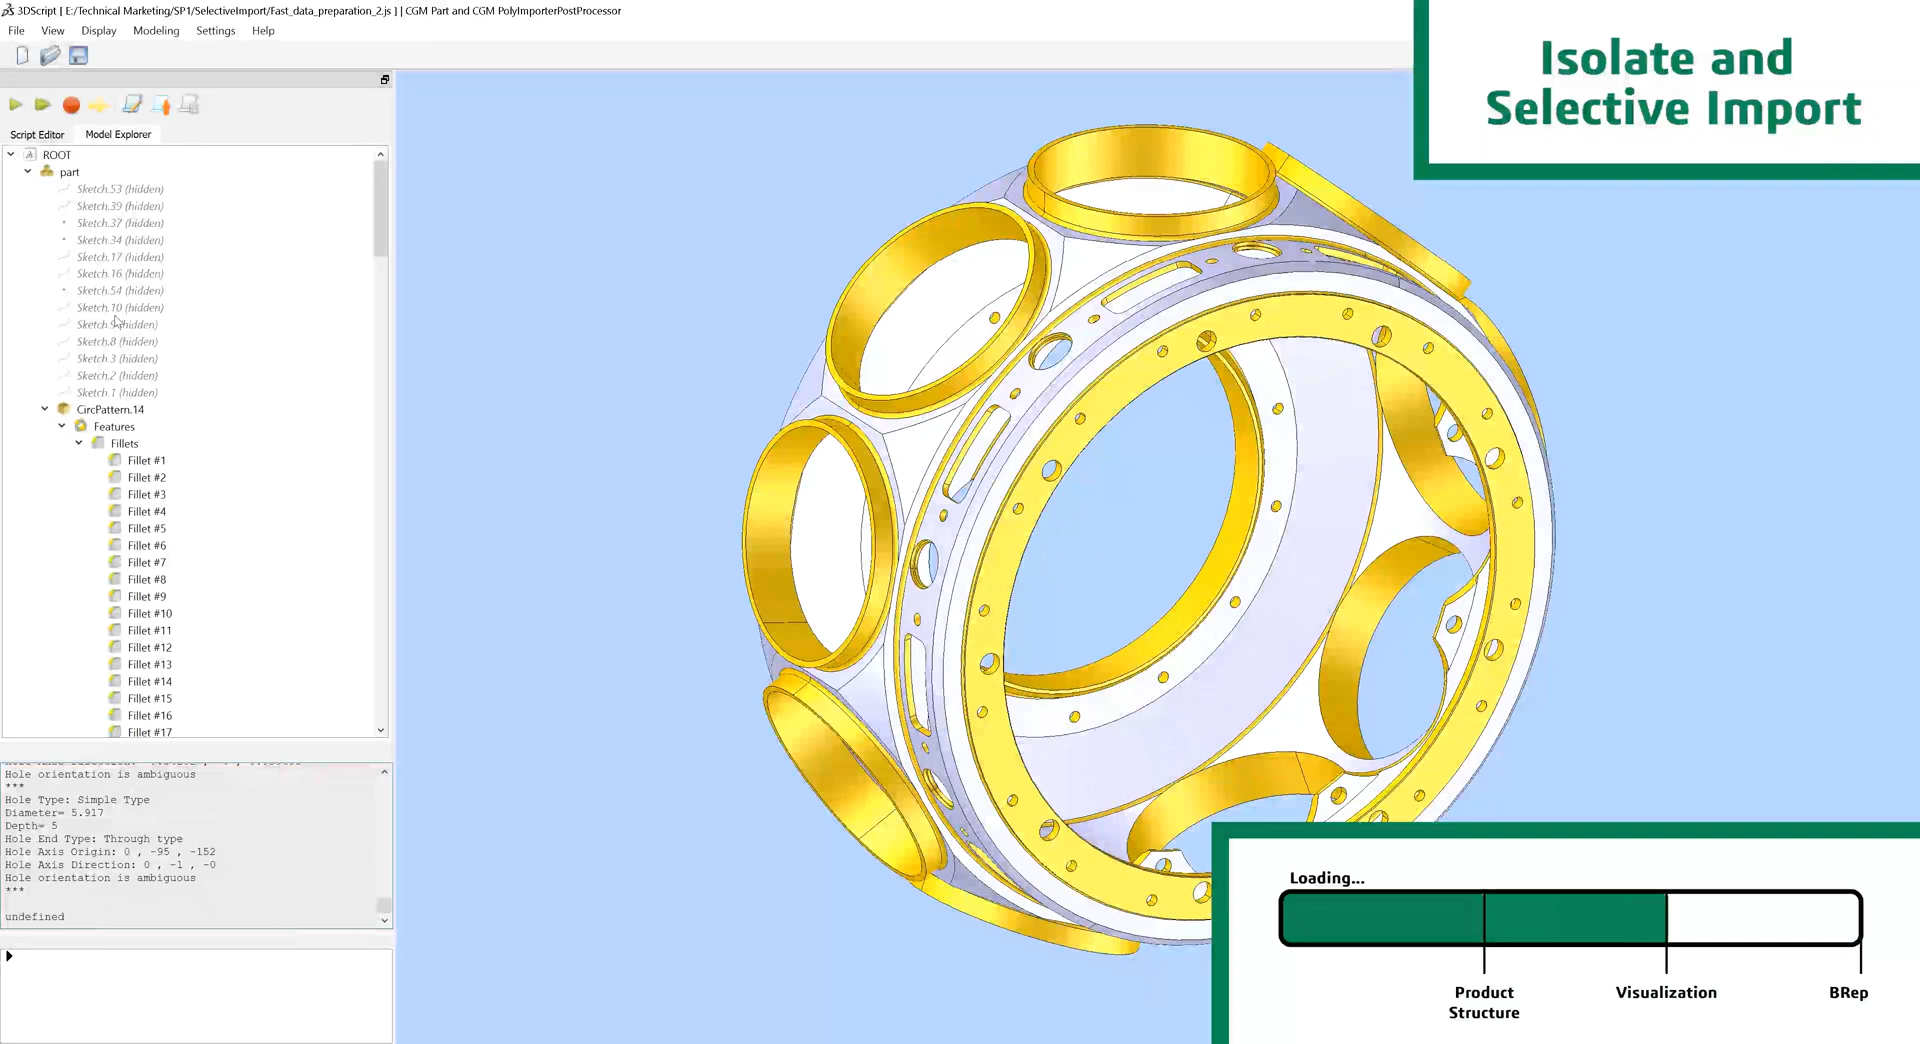 3DScript [ E:/Technical Marketing/SP1/SelectiveImport/Fast_data_preparation_2.js ] | CGM Part and CGM PolyImporterPostProcessor
File View Display Modeling Settings Help
Isolate and
Selective Import
Script Editor Model Explorer
ROOT
part
Sketch.53 (hidden)
Sketch.39 (hidden)
Sketch.37 (hidden)
Sketch.34 (hidden)
Sketch.17 (hidden)
Sketch.16 (hidden)
Sketch.54 (hidden)
Sketch.10 (hidden)
Sketch. (hidden)
Sketch.8 (hidden)
Sketch.3 (hidden)
Sketch.2 (hidden)
Sketch.1 (hidden)
CircPattern.14
Features
Fillets
Fillet #1
Fillet #2
Fillet #3
Fillet #4
Fillet #5
Fillet #6
Fillet #7
Fillet #8
Fillet #9
Fillet #10
Fillet #11
Fillet #12
Fillet #13
Fillet #14
Fillet #15
Fillet #16
Fillet #17
Hole orientation is ambiguous
***
Hole Type: Simple Type
Diameter= 5.917
Depth= 5
Hole End Type: Through type
Hole Axis Origin: 0 , -95 , -152
Hole Axis Direction: 0 , -1 , -0
Hole orientation is ambiguous
***
undefined
Loading...
Product
Structure
Visualization
BRep